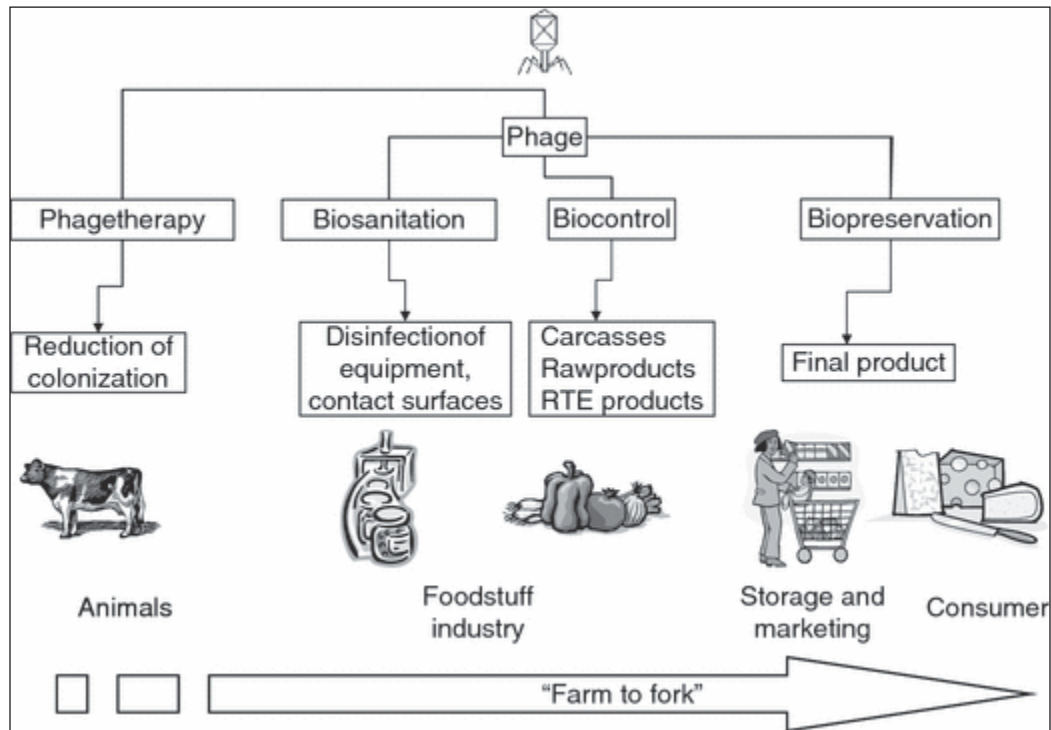 Phage
Phagetherapy
Biosanitation
Biocontrol
Biopreservation
Reduction of
colonization
Disinfectionof
equipment,
contact surfaces
Carcasses
Rawproducts
RTE products
Final product
Animals
Foodstuff
industry
Storage and
marketing
Consumer
“Farm to fork”